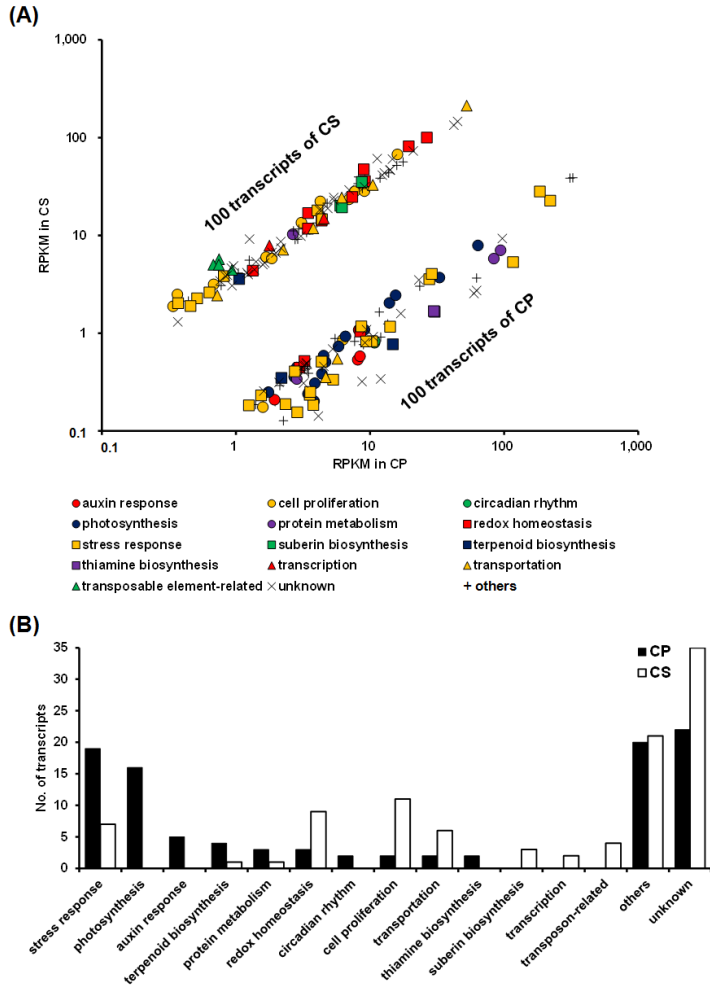 (A)
1,000
100
10
1
0.1
RPKM in CS
100 transcripts of CS
100 transcripts of CP
0.1
1
10
100
1,000
RPKM in CP
auxin response
cell proliferation
circadian rhythm
photosynthesis
protein metabolism
redox homeostasis
stress response
suberin biosynthesis
terpenoid biosynthesis
thiamine biosynthesis
transcription
transportation
transposable element-related
unknown
others
(B)
35
30
25
20
15
10
5
0
No. of transcripts
CP
CS
stress response
photosynthesis
auxin response
terpenoid biosynthesis
protein metabolism
redox homeostasis
circadian rhythm
cell proliferation
transportation
thiamine biosynthesis
suberin biosynthesis
transcription
transposon-related
others
unknown